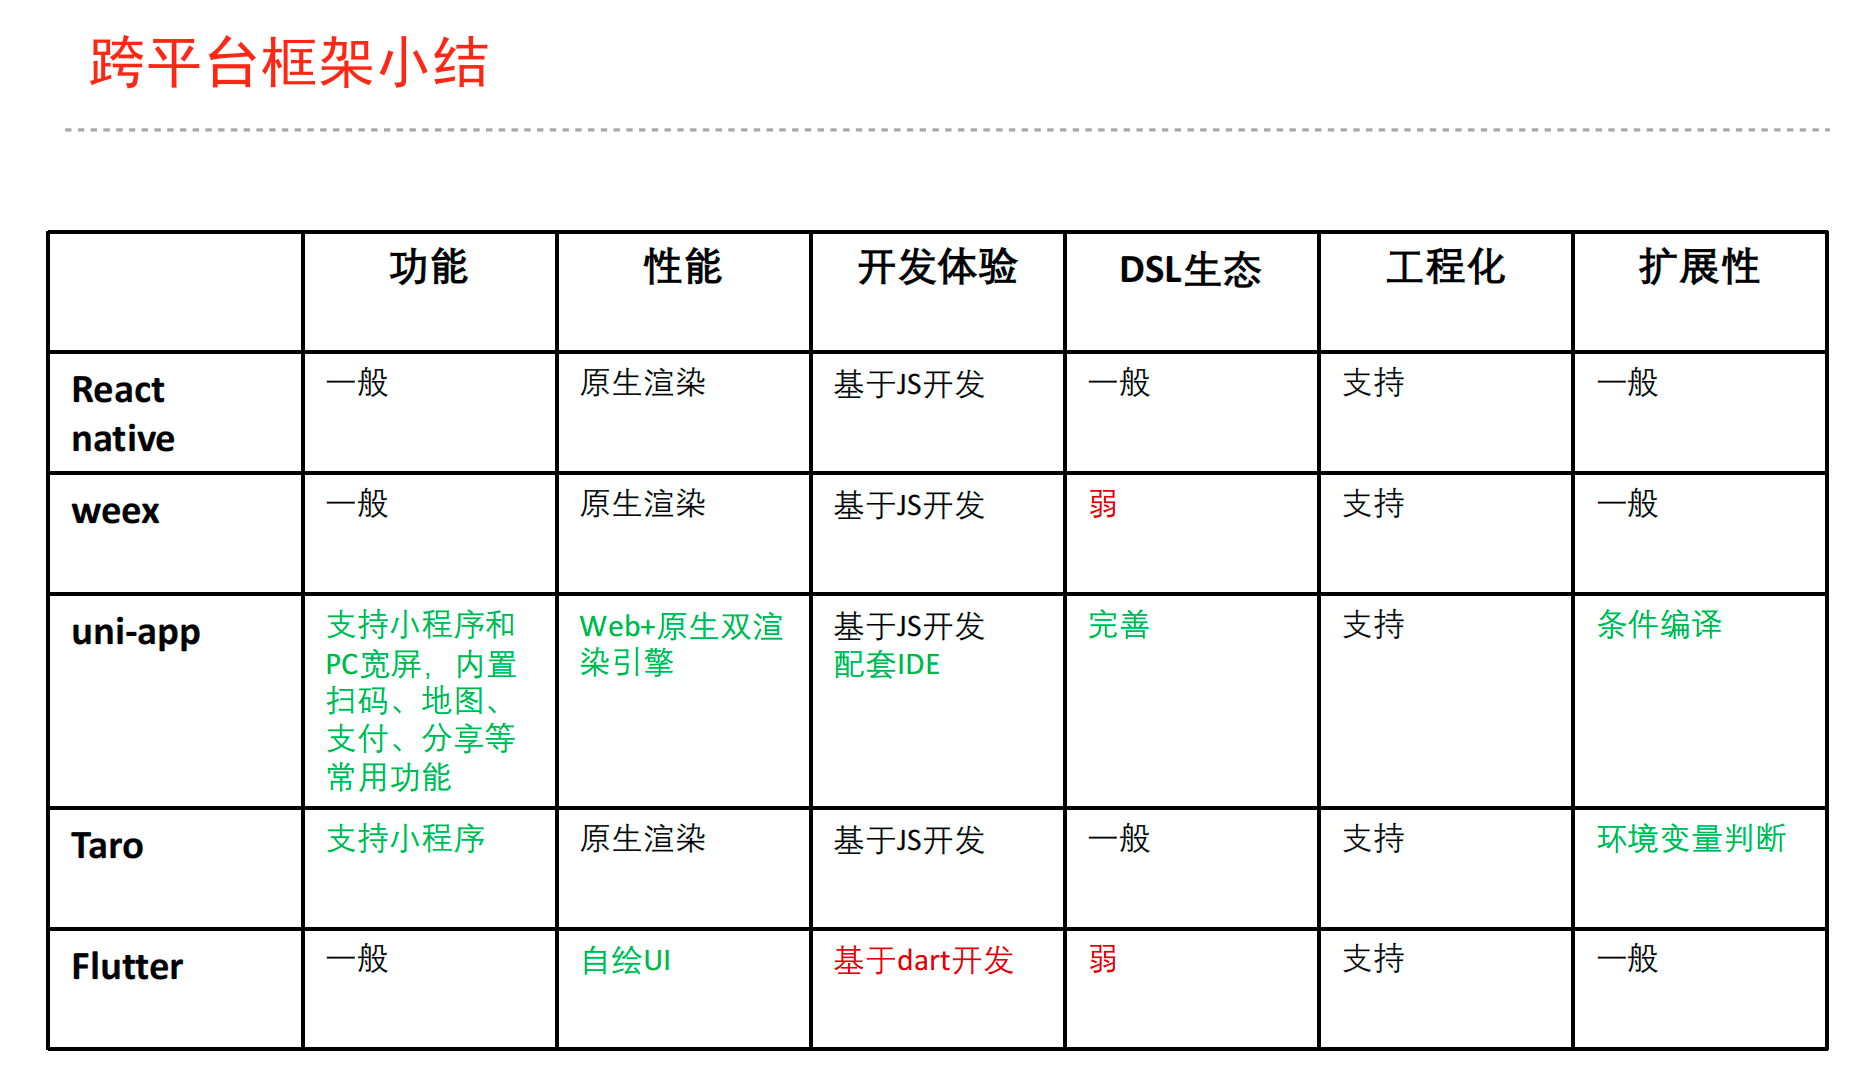 跨平台框架小结
功能
性能
开发体验
DSL生态
工程化
扩展性
React
native
一般
原生渲染
基于JS开发
一般
支持
一般
weex
一般
原生渲染
基于JS开发
弱
支持
一般
uni-app
支持小程序和
PC宽屏，内置
扫码、地图、
支付、分享等
常用功能
Web+原生双渲
染引擎
基于JS开发
配套IDE
完善
支持
条件编译
Taro
支持小程序
原生渲染
基于JS开发
一般
支持
环境变量判断
Flutter
一般
自绘UI
基于dart开发
弱
支持
一般